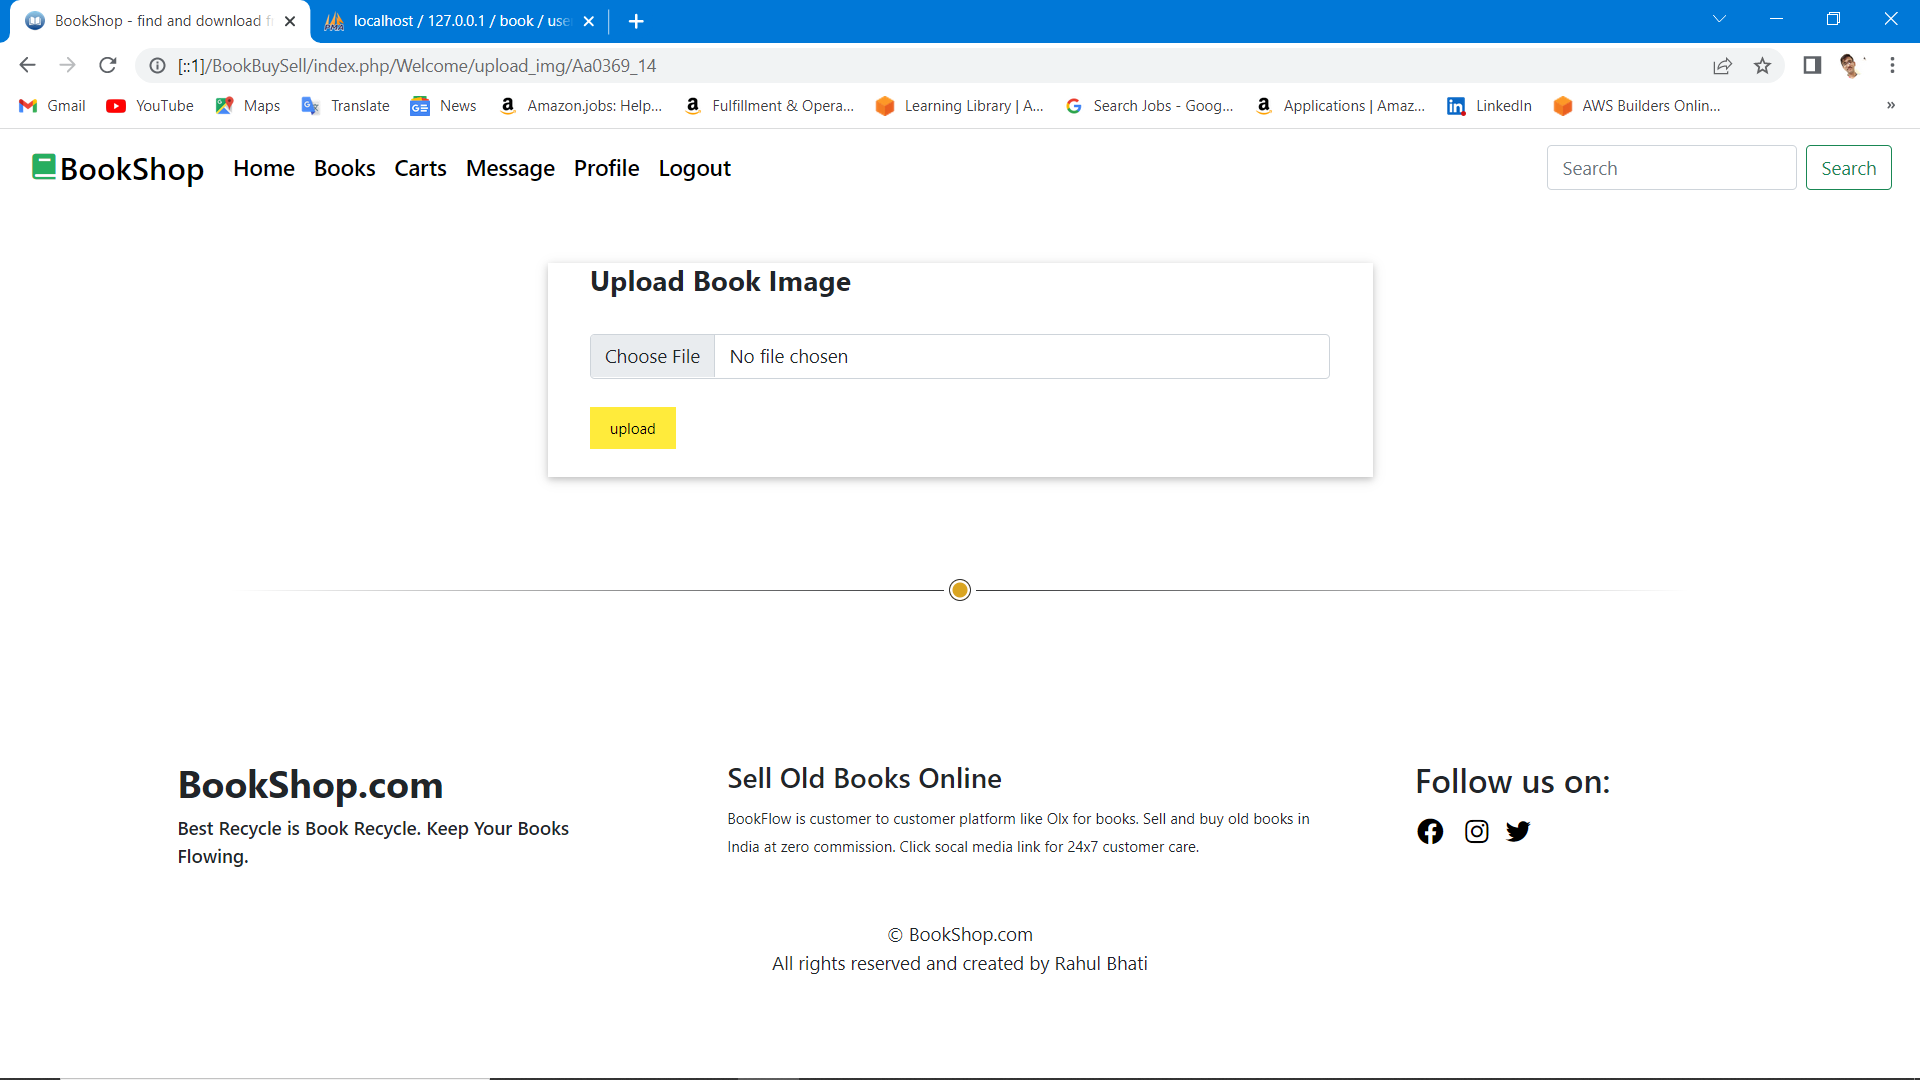 BookShop - find and download f
localhost / 127.0.0.1 / book / use
[::1]/BookBuySell/index.php/Welcome/upload_img/Aa0369_14
Gmail YouTube Maps Translate News Amazon.jobs: Help... Fulfillment & Opera... Learning Library | A... Search Jobs - Goog... Applications | Amaz... LinkedIn AWS Builders Onlin... »
BookShop Home Books Carts Message Profile Logout Search Search
Upload Book Image
Choose File No file chosen
upload
BookShop.com
Best Recycle is Book Recycle. Keep Your Books
Flowing.
Sell Old Books Online
BookFlow is customer to customer platform like Olx for books. Sell and buy old books in
India at zero commission. Click socal media link for 24x7 customer care.
Follow us on:
© BookShop.com
All rights reserved and created by Rahul Bhati